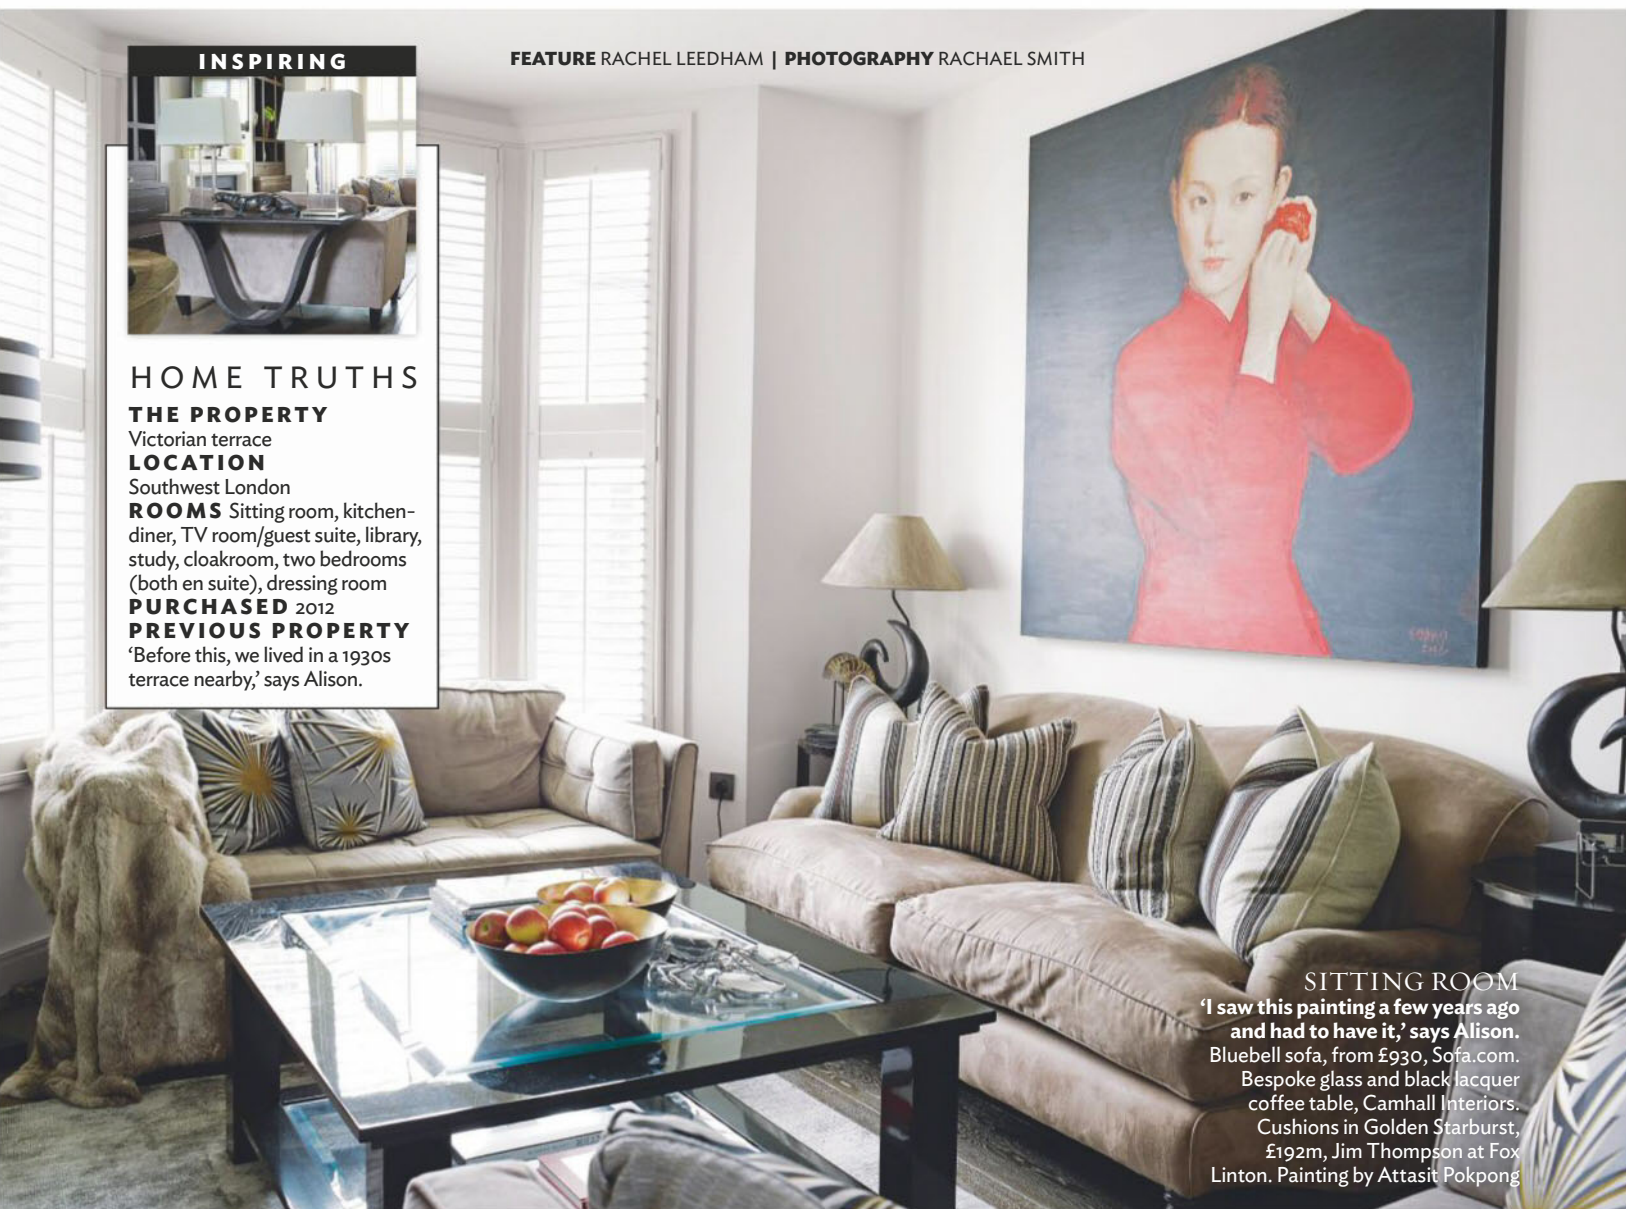 INSPIRING
FEATURE RACHEL LEEDHAM | PHOTOGRAPHY RACHAEL SMITH
HOME TRUTHS
THE PROPERTY
Victorian terrace
LOCATION
Southwest London
ROOMS Sitting room, kitchen-
diner, TV room/guest suite, library,
study, cloakroom, two bedrooms
(both en suite), dressing room
PURCHASED 2012
PREVIOUS PROPERTY
‘Before this, we lived in a 1930s
terrace nearby,’ says Alison.
SITTING ROOM
‘I saw this painting a few years ago
and had to have it,’ says Alison.
Bluebell sofa, from £930, Sofa.com.
Bespoke glass and black lacquer
coffee table, Camhall Interiors.
Cushions in Golden Starburst,
£192m, Jim Thompson at Fox
Linton. Painting by Attasit Pokpong